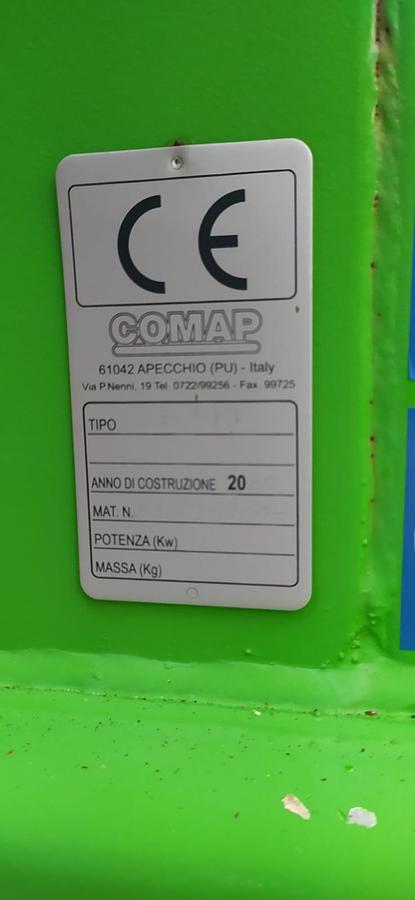 CE
COMAP
61042 APECCHIO (PU) - Italy
Via P.Nenni, 19 Tel. 0722/99256 - Fax. 99725
TIPO
ANNO DI COSTRUZIONE 20
MAT. N.
POTENZA (Kw)
MASSA (Kg)